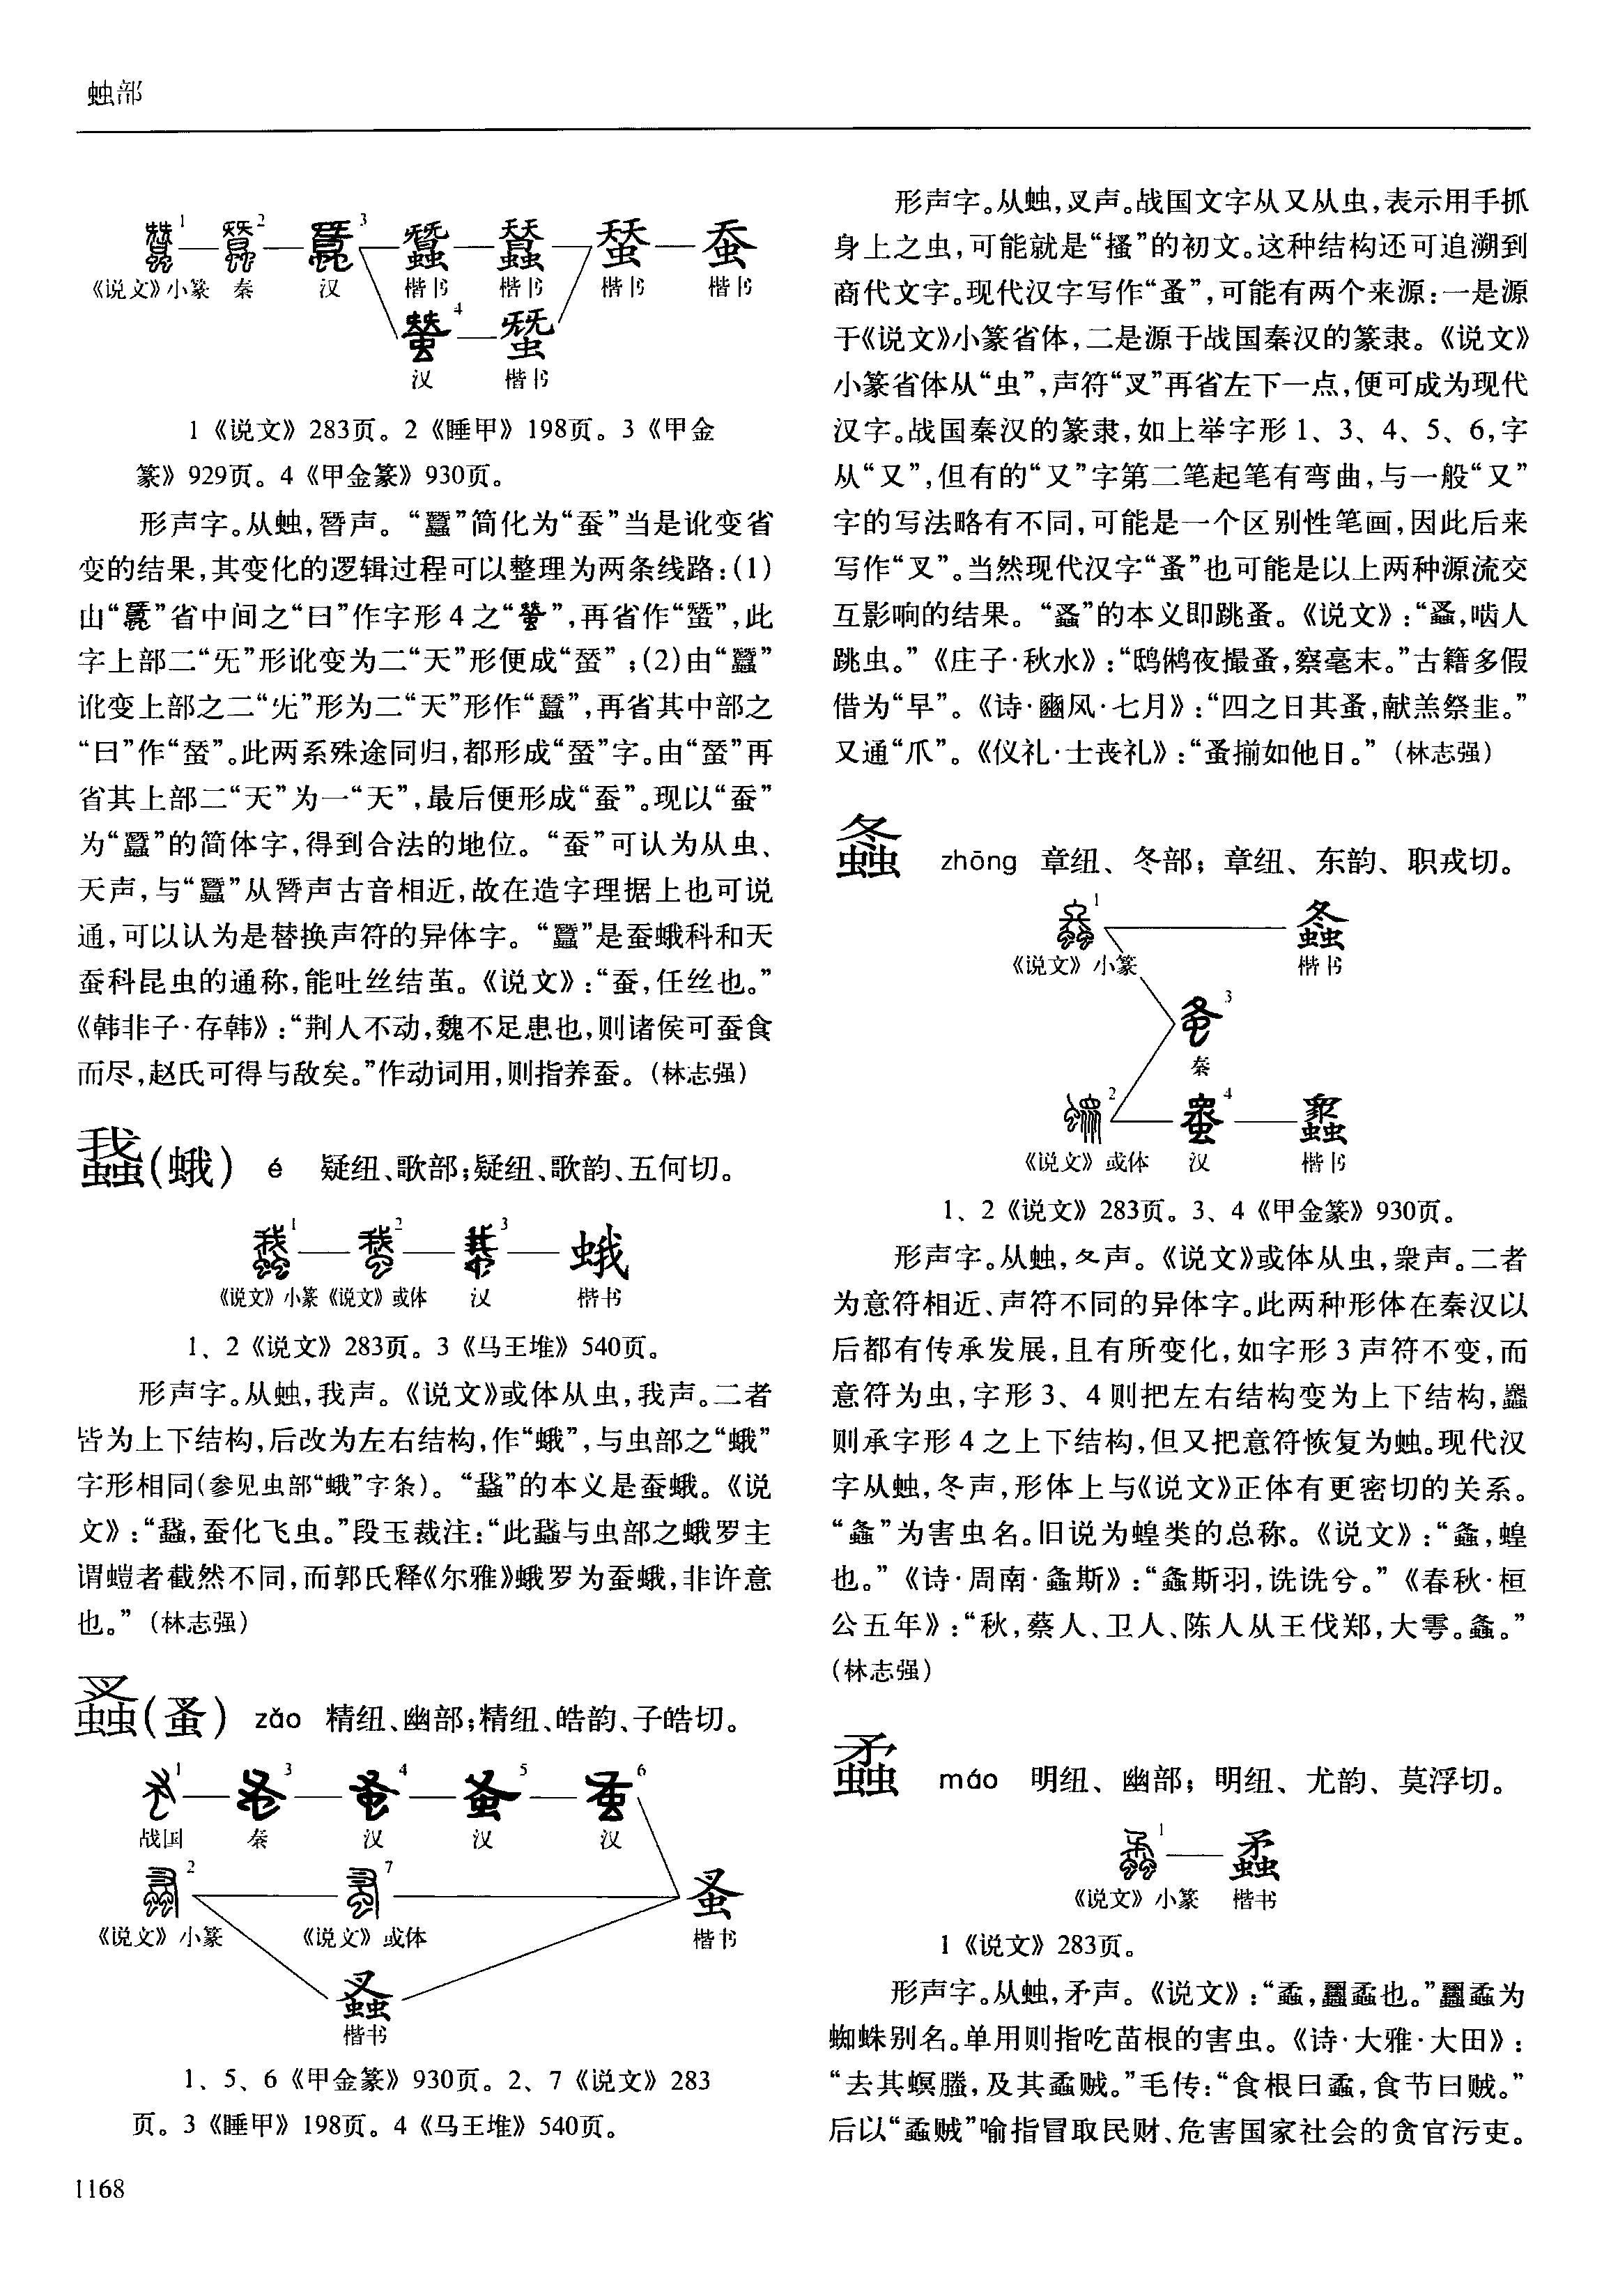 䖵部
1 2 3
《说文》小篆 秦 汉 楷书 楷书 楷书 楷书
4
汉 楷书
1《说文》283页。2《睡甲》198页。3《甲金
篆》929页。4《甲金篆》930页。
形声字。从䖵,朁声。“蠶”简化为“蚕”当是讹变省
变的结果,其变化的逻辑过程可以整理为两条线路:(1)
由“ ”省中间之“曰”作字形4之“ ”,再省作“ ”,此
字上部二“旡”形讹变为二“天”形便成“ ”;(2)由“蠶”
讹变上部之二“旡”形为二“天”形作“ ”,再省其中部之
“曰”作“ ”。此两系殊途同归,都形成“ ”字。由“ ”再
省其上部二“天”为一“天”,最后便形成“蚕”。现以“蚕”
为“蠶”的简体字,得到合法的地位。“蚕”可认为从虫、
天声,与“蠶”从朁声古音相近,故在造字理据上也可说
通,可以认为是替换声符的异体字。“蠶”是蚕蛾科和天
蚕科昆虫的通称,能吐丝结茧。《说文》:“蚕,任丝也。”
《韩非子·存韩》:“荆人不动,魏不足患也,则诸侯可蚕食
而尽,赵氏可得与敌矣。”作动词用,则指养蚕。(林志强)
䖸(蛾) é 疑纽、歌部;疑纽、歌韵、五何切。
1 2 3 蛾
《说文》小篆《说文》或体 汉 楷书
1、2《说文》283页。3《马王堆》540页。
形声字。从䖵,我声。《说文》或体从虫,我声。二者
皆为上下结构,后改为左右结构,作“蛾”,与虫部之“蛾”
字形相同(参见虫部“蛾”字条)。“䖸”的本义是蚕蛾。《说
文》:“䖸,蚕化飞虫。”段玉裁注:“此䖸与虫部之蛾罗主
谓螘者截然不同,而郭氏释《尔雅》蛾罗为蚕蛾,非许意
也。”(林志强)
䗢(蚤) zǎo 精纽、幽部;精纽、皓韵、子皓切。
1 3 4 5 6
战国 秦 汉 汉 汉
2 7 蚤
《说文》小篆 《说文》或体 楷书
楷书
1、5、6《甲金篆》930页。2、7《说文》283
页。3《睡甲》198页。4《马王堆》540页。
形声字。从䖵,叉声。战国文字从又从虫,表示用手抓
身上之虫,可能就是“搔”的初文。这种结构还可追溯到
商代文字。现代汉字写作“蚤”,可能有两个来源:一是源
于《说文》小篆省体,二是源于战国秦汉的篆隶。《说文》
小篆省体从“虫”,声符“叉”再省左下一点,便可成为现代
汉字。战国秦汉的篆隶,如上举字形1、3、4、5、6,字
从“又”,但有的“又”字第二笔起笔有弯曲,与一般“又”
字的写法略有不同,可能是一个区别性笔画,因此后来
写作“叉”。当然现代汉字“蚤”也可能是以上两种源流交
互影响的结果。“ ”的本义即跳蚤。《说文》:“ ,啮人
跳虫。”《庄子·秋水》:“鸱鸺夜撮蚤,察毫末。”古籍多假
借为“早”。《诗·豳风·七月》:“四之日其蚤,献羔祭韭。”
又通“爪”。《仪礼·士丧礼》:“蚤揃如他日。”(林志强)
螽 zhōng 章纽、冬部;章纽、东韵、职戎切。
1 螽
《说文》小篆 楷书
3
秦
2 4
《说文》或体 汉 楷书
1、2《说文》283页。3、4《甲金篆》930页。
形声字。从䖵,夂声。《说文》或体从虫,衆声。二者
为意符相近、声符不同的异体字。此两种形体在秦汉以
后都有传承发展,且有所变化,如字形3声符不变,而
意符为虫,字形3、4则把左右结构变为上下结构,
则承字形4之上下结构,但又把意符恢复为䖵。现代汉
字从䖵,冬声,形体上与《说文》正体有更密切的关系。
“螽”为害虫名。旧说为蝗类的总称。《说文》:“螽,蝗
也。”《诗·周南·螽斯》:“螽斯羽,诜诜兮。”《春秋·桓
公五年》:“秋,蔡人、卫人、陈人从王伐郑,大雩。螽。”
(林志强)
蟊 máo 明纽、幽部;明纽、尤韵、莫浮切。
1 蟊
《说文》小篆 楷书
1《说文》283页。
形声字。从䖵,矛声。《说文》:“蟊, 蟊也。” 蟊为
蜘蛛别名。单用则指吃苗根的害虫。《诗·大雅·大田》:
“去其螟螣,及其蟊贼。”毛传:“食根曰蟊,食节曰贼。”
后以“蟊贼”喻指冒取民财、危害国家社会的贪官污吏。
1168